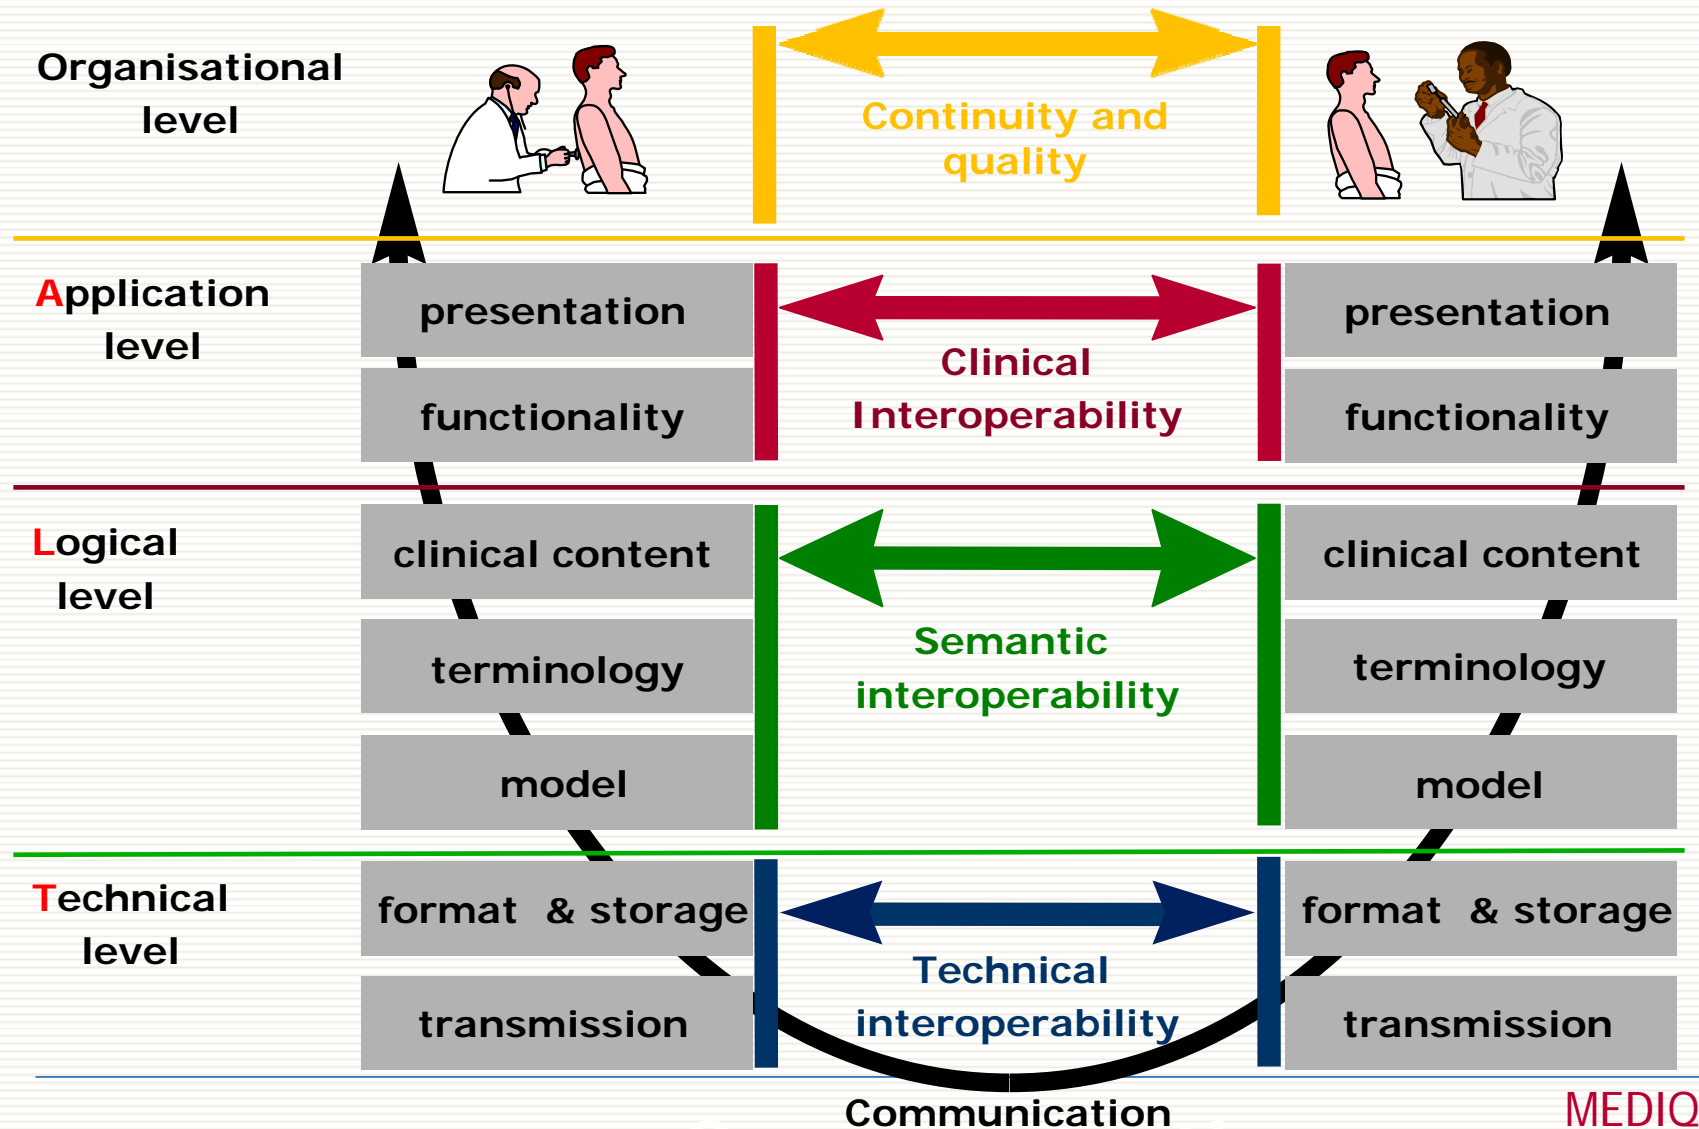 Organisational
level
Continuity and
quality
Application
level
presentation
functionality
Clinical
Interoperability
presentation
functionality
Logical
level
clinical content
terminology
model
Semantic
interoperability
clinical content
terminology
model
Technical
level
format & storage
transmission
Technical
interoperability
format & storage
transmission
Communication
MEDIQ